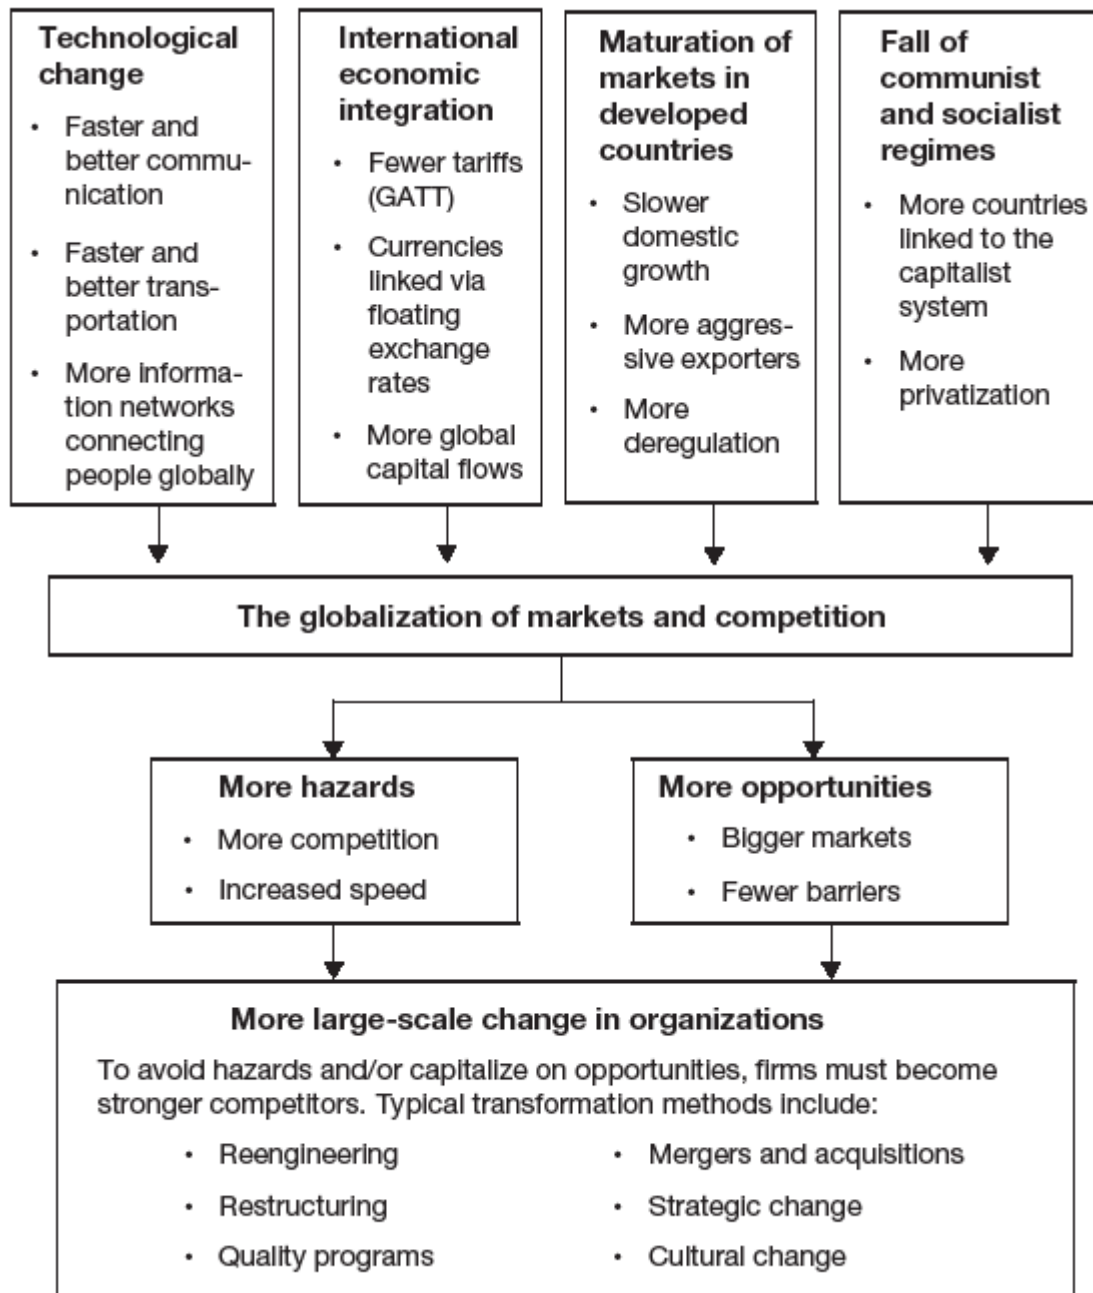 Technological
change
• Faster and
better commu-
nication
• Faster and
better trans-
portation
• More informa-
tion networks
connecting
people globally
International
economic
integration
• Fewer tariffs
(GATT)
• Currencies
linked via
floating
exchange
rates
• More global
capital flows
Maturation of
markets in
developed
countries
• Slower
domestic
growth
• More aggres-
sive exporters
• More
deregulation
Fall of
communist
and socialist
regimes
• More countries
linked to the
capitalist
system
• More
privatization
The globalization of markets and competition
More hazards
• More competition
• Increased speed
More opportunities
• Bigger markets
• Fewer barriers
More large-scale change in organizations
To avoid hazards and/or capitalize on opportunities, firms must become
stronger competitors. Typical transformation methods include:
• Reengineering
• Restructuring
• Quality programs
• Mergers and acquisitions
• Strategic change
• Cultural change